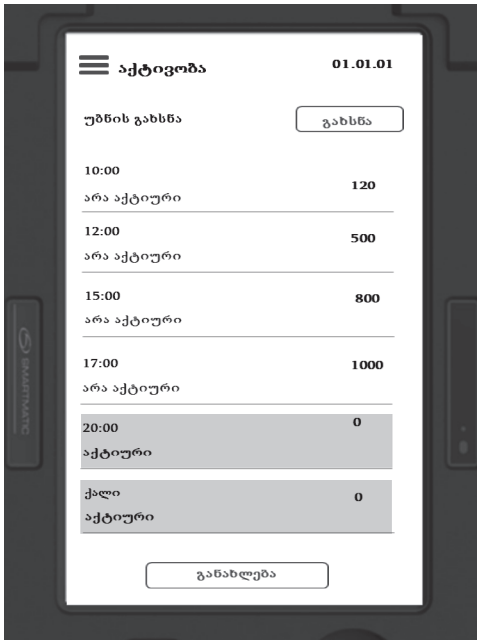 აქტივობა 01.01.01
უბნის გახსნა გახსნა
10:00
120
არა აქტიური
12:00
500
არა აქტიური
15:00
800
არა აქტიური
17:00
1000
არა აქტიური
20:00
0
აქტიური
ქალი
0
აქტიური
განახლება
SMARTMATIC